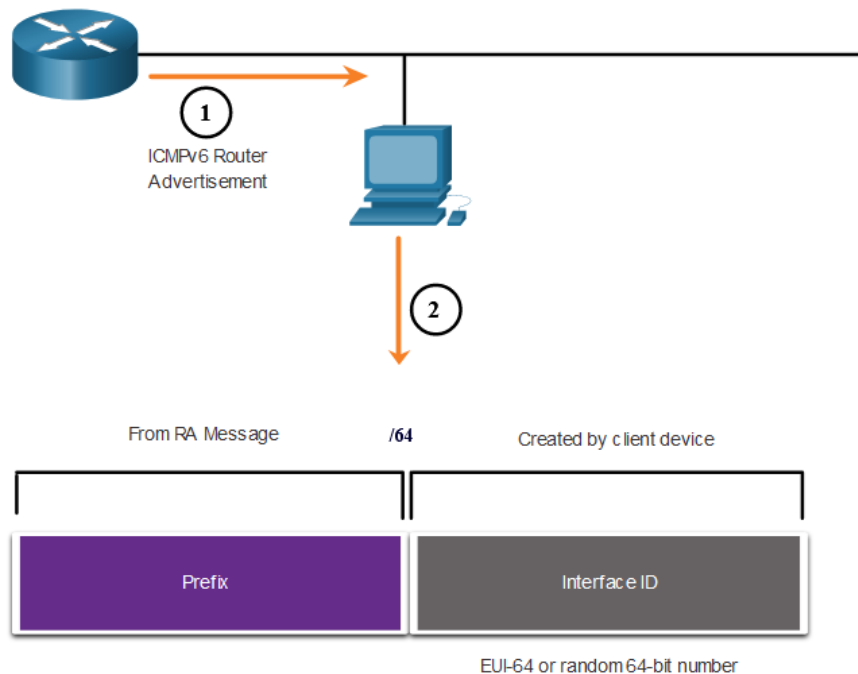 1
ICMPv6 Router
Advertisement
2
From RA Message
/64
Created by client device
Prefix
Interface ID
EUI-64 or random 64-bit number